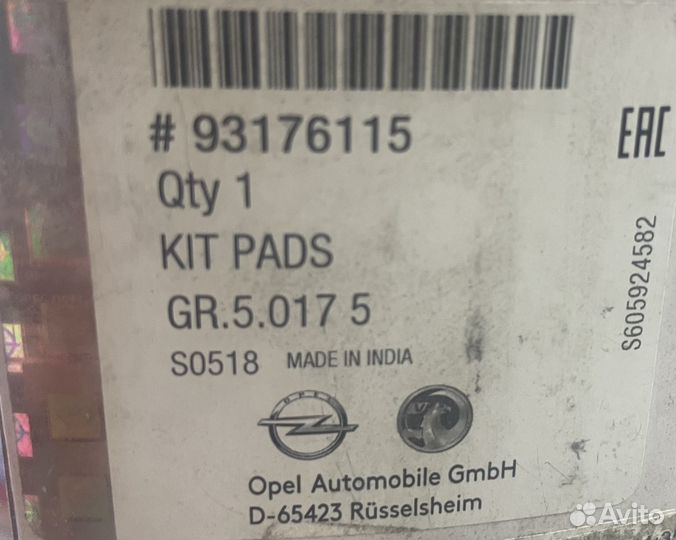 # 93176115
Qty 1
KIT PADS
GR.5.017 5
S0518 MADE IN INDIA
EAC
S605924582
OPEL
Opel Automobile GmbH
D-65423 Rüsselsheim
Avito